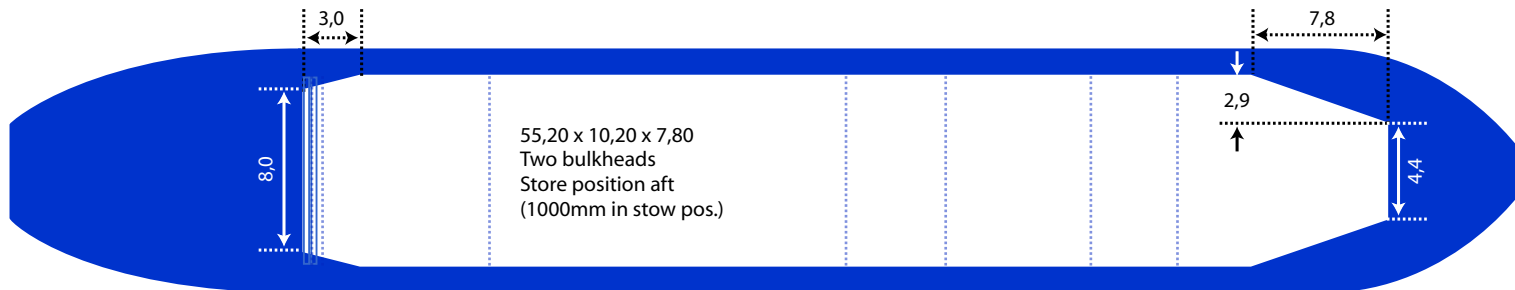 3,0
7,8
2,9
8,0
55,20 x 10,20 x 7,80
Two bulkheads
Store position aft
(1000mm in stow pos.)
4,4